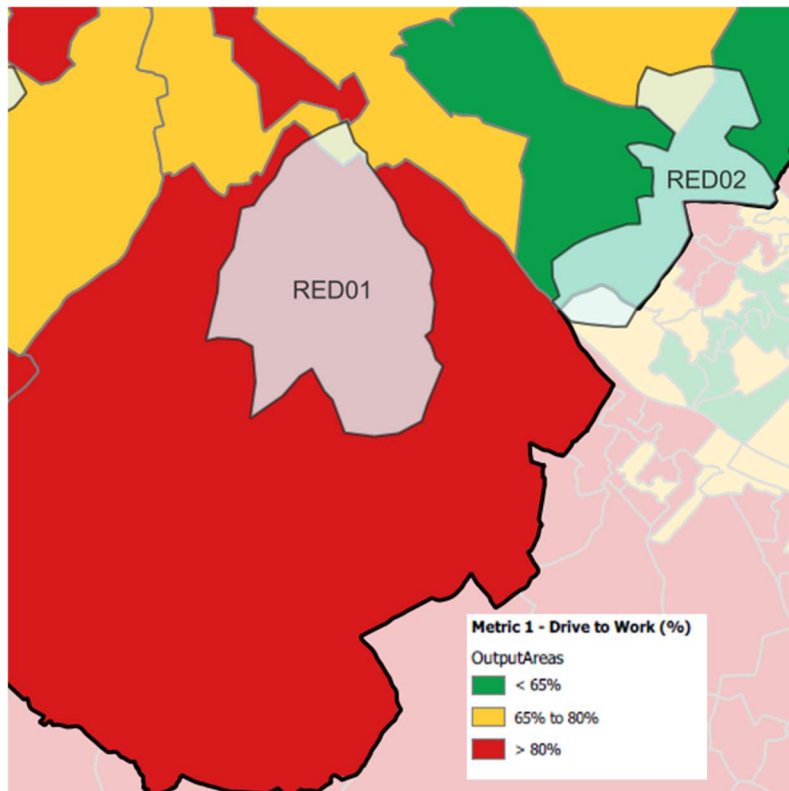 RED02
RED01
Metric 1 - Drive to Work (%)
OutputAreas
< 65%
65% to 80%
> 80%